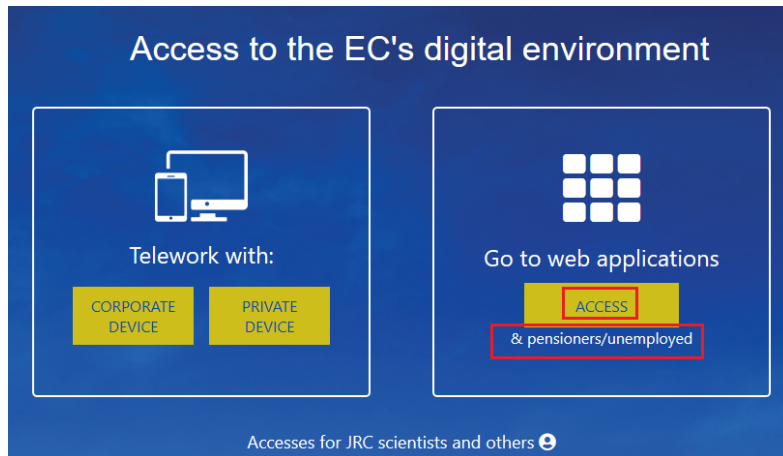 Access to the EC's digital environment
Telework with:
CORPORATE
DEVICE
PRIVATE
DEVICE
Go to web applications
ACCESS
& pensioners/unemployed
Accesses for JRC scientists and others